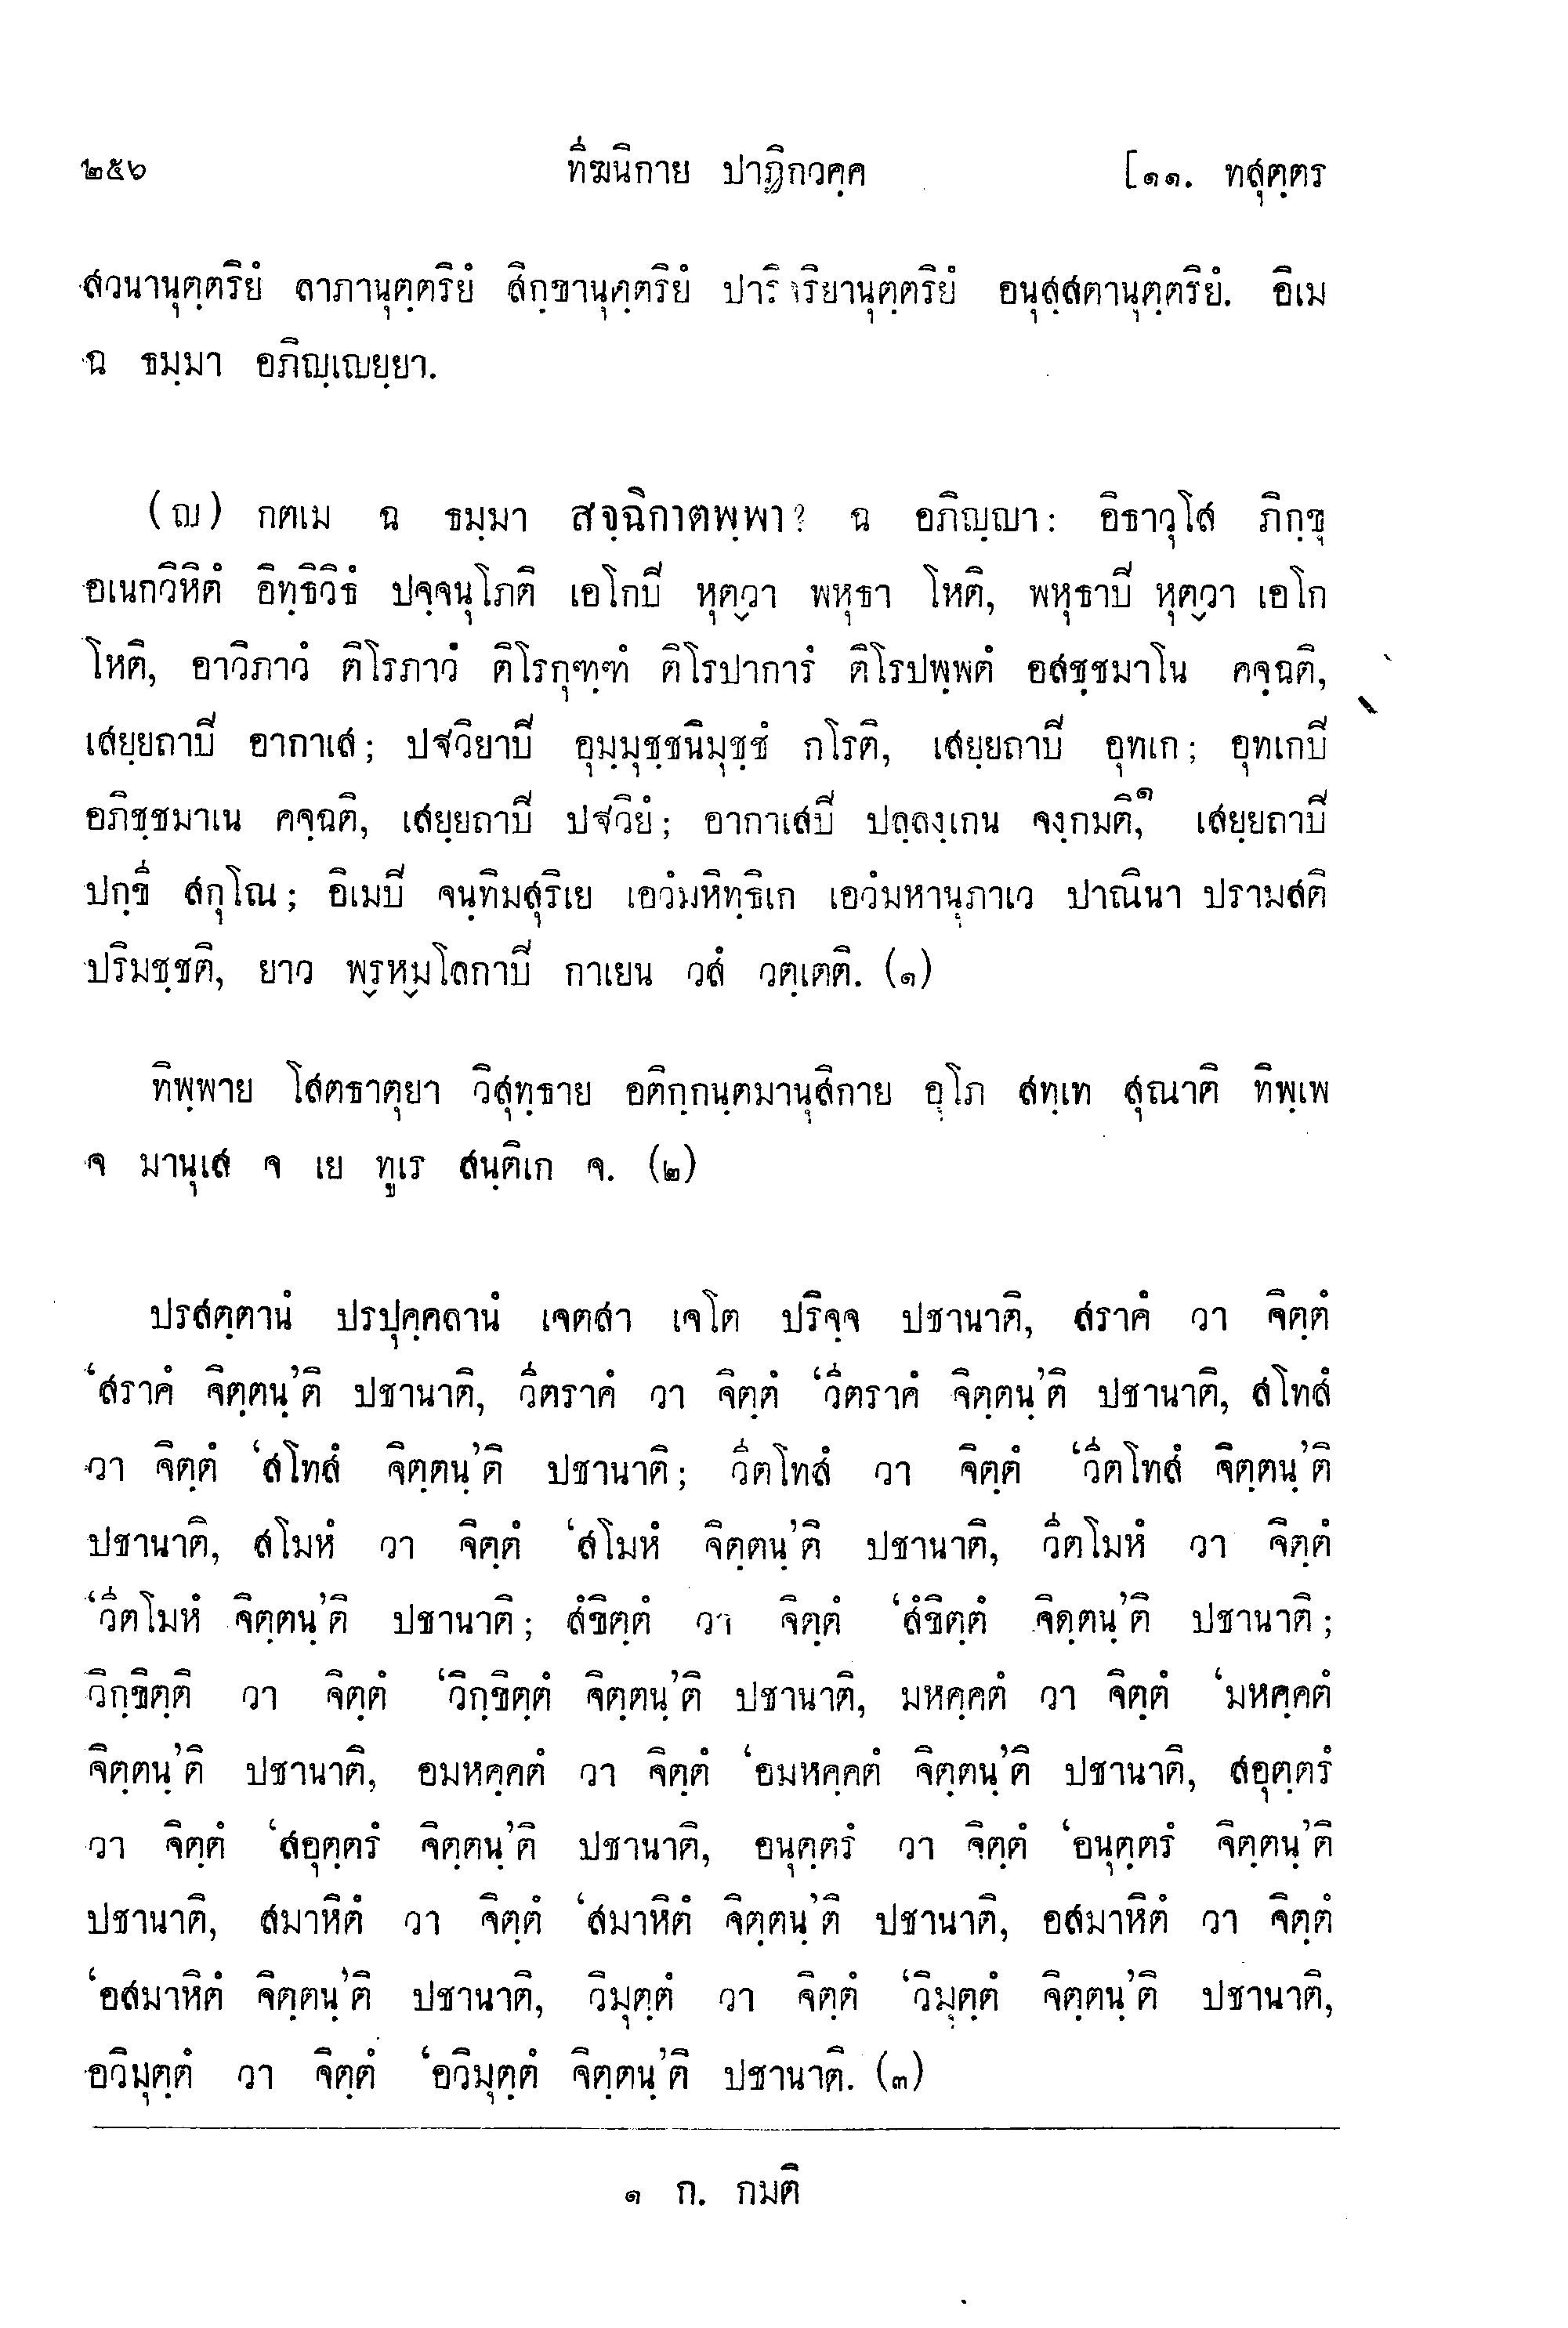 ๒๕๖ ทีฆนิกาย ปาฏิกวคฺค [๑๑. ทสุตฺตร
สวนานุตฺตริยํ ลาภานุตฺตริยํ สิกฺขานุตฺตริยํ อนุสฺสตานุตฺตริยํ. อิเม
ฉ ธมฺมา อภิญฺเญยฺยา.
(ญ) กตเม ฉ ธมฺมา สจฺฉิกาตพฺพา? ฉ อภิญฺญา: อิธาวุโส ภิกฺขุ
อเนกวิหิตํ อิทฺธิวิธํ ปจฺจนุโภติ เอโกปี หุตฺวา พหุธา โหติ, พหุธาปี หุตฺวา เอโก
โหติ, อาวิภาวํ ติโรภาวํ ติโรกุฑฺฑํ ติโรปาการํ ติโรปพฺพตํ อสชฺชมาโน คจฺฉติ,
เสยฺยถาปี อากาเส; ปฐวิยาปี อุมฺมุชฺชนิมุชฺชํ กโรติ, เสยฺยถาปี อุทเก; อุทเกปี
อภิชฺชมาเน คจฺฉติ, เสยฺยถาปี ปฐวิยํ; อากาเสปี ปลฺลงฺเกน จงฺกมติ,๑ เสยฺยถาปี
ปกฺขี สกุโณ; อิเมปี จนฺทิมสุริเย เอวํมหิทฺธิเก เอวํมหานุภาเว ปาณินา ปรามสติ
ปริมชฺชติ, ยาว พฺรหฺมโลกาปี กาเยน วสํ วตฺเตติ. (๑)
ทิพฺพาย โสตธาตุยา วิสุทฺธาย อติกฺกนฺตมานุสิกาย อุโภ สทฺเท สุณาติ ทิพฺเพ
จ มานุเส จ เย ทูเร สนฺติเก จ. (๒)
ปรสตฺตานํ ปรปุคฺคลานํ เจตสา เจโต ปริจฺจ ปชานาติ, สราคํ วา จิตฺตํ
‘สราคํ จิตฺตนฺ’ติ ปชานาติ, วีตราคํ วา จิตฺตํ ‘วีตราคํ จิตฺตนฺ’ติ ปชานาติ, สโทสํ
วา จิตฺตํ ‘สโทสํ จิตฺตนฺ’ติ ปชานาติ; วีตโทสํ วา จิตฺตํ ‘วีตโทสํ จิตฺตนฺ’ติ
ปชานาติ, สโมหํ วา จิตฺตํ ‘สโมหํ จิตฺตนฺ’ติ ปชานาติ, วีตโมหํ วา จิตฺตํ
‘วีตโมหํ จิตฺตนฺ’ติ ปชานาติ; สํขิตฺตํ วา จิตฺตํ ‘สํขิตฺตํ จิตฺตนฺ’ติ ปชานาติ;
วิกฺขิตฺติ วา จิตฺตํ ‘วิกฺขิตฺตํ จิตฺตนฺ’ติ ปชานาติ, มหคฺคตํ วา จิตฺตํ ‘มหคฺคตํ
จิตฺตนฺ’ติ ปชานาติ, อมหคฺคตํ วา จิตฺตํ ‘อมหคฺคตํ จิตฺตนฺ’ติ ปชานาติ, สอุตฺตรํ
วา จิตฺตํ ‘สอุตฺตรํ จิตฺตนฺ’ติ ปชานาติ, อนุตฺตรํ วา จิตฺตํ ‘อนุตฺตรํ จิตฺตนฺ’ติ
ปชานาติ, สมาหิตํ วา จิตฺตํ ‘สมาหิตํ จิตฺตนฺ’ติ ปชานาติ, อสมาหิตํ วา จิตฺตํ
‘อสมาหิตํ จิตฺตนฺ’ติ ปชานาติ, วิมุตฺตํ วา จิตฺตํ ‘วิมุตฺตํ จิตฺตนฺ’ติ ปชานาติ,
อวิมุตฺตํ วา จิตฺตํ ‘อวิมุตฺตํ จิตฺตนฺ’ติ ปชานาติ. (๓)
๑ ก. กมติ